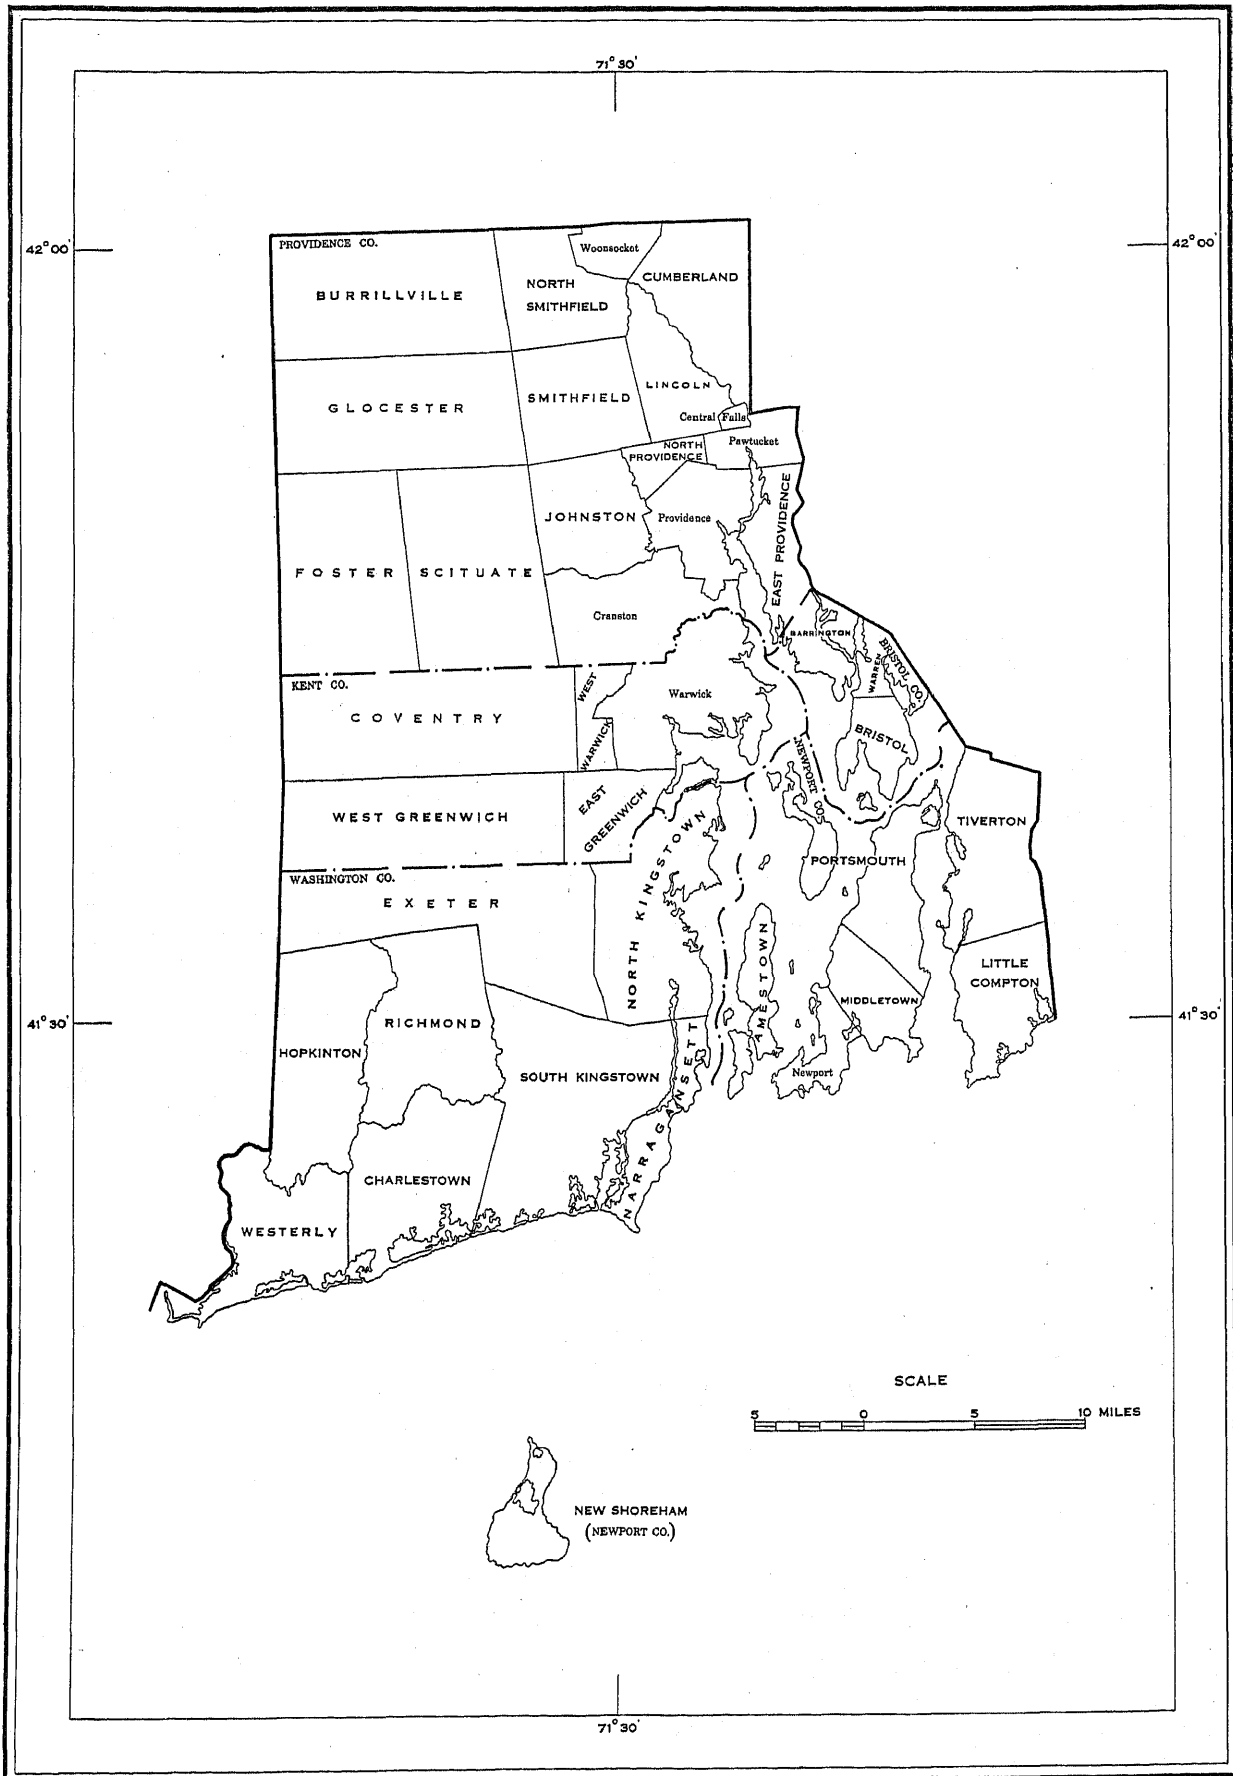 71°30'
42°00'
42°00'
PROVIDENCE CO.
Woonsocket
BURRILLVILLE
NORTH
SMITHFIELD
CUMBERLAND
GLOCESTER
SMITHFIELD
LINCOLN
Central Falls
NORTH
PROVIDENCE
Pawtucket
JOHNSTON
Providence
EAST PROVIDENCE
FOSTER
SCITUATE
Cranston
BARRINGTON
WARREN
BRISTOL CO.
KENT CO.
COVENTRY
WEST
WARWICK
Warwick
BRISTOL
NEWPORT CO.
WEST GREENWICH
EAST
GREENWICH
TIVERTON
PORTSMOUTH
WASHINGTON CO.
EXETER
NORTH KINGSTOWN
JAMESTOWN
LITTLE
COMPTON
MIDDLETOWN
41°30'
41°30'
RICHMOND
HOPKINTON
SOUTH KINGSTOWN
Newport
NARRAGANSETT
CHARLESTOWN
WESTERLY
SCALE
5 0 5 10 MILES
NEW SHOREHAM
(NEWPORT CO.)
71°30'